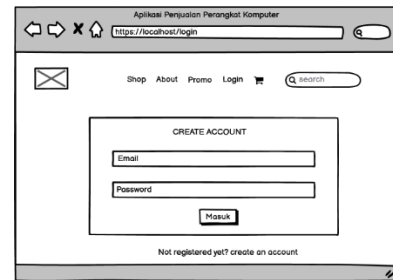 Aplikasi Penjualan Perangkat Komputer
https://localhost/login
Shop About Promo Login search
CREATE ACCOUNT
Email
Password
Masuk
Not registered yet? create an account